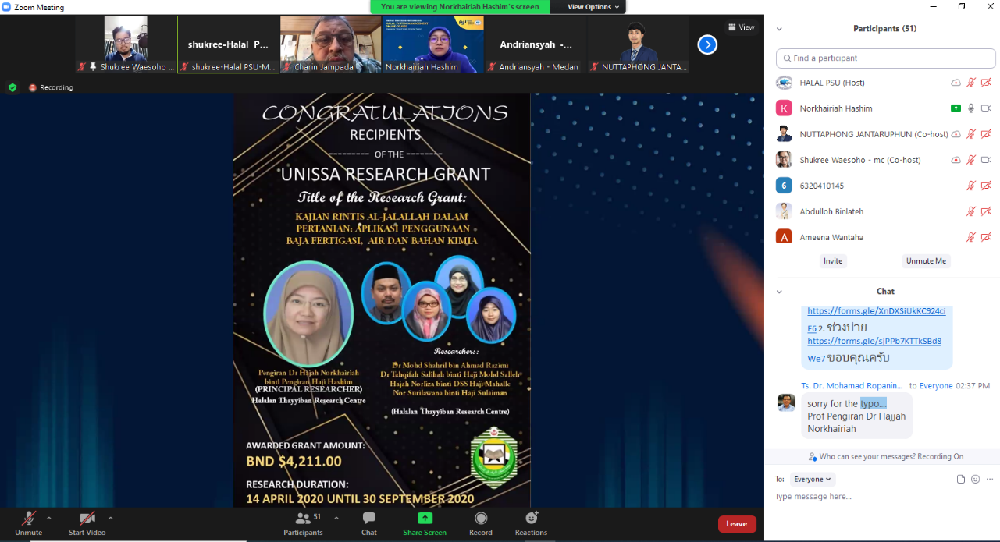 Zoom Meeting
You are viewing Norkhairiah Hashim's screen
View Options
shukree-Halal P...
Andriansyah -...
View
Shukree Waesoho ...
shukree-Halal PSU-M...
Charin Jampada
Norkhairiah Hashim
Andriansyah - Medan
NUTTAPHONG JANTA...
Recording
CONGRATULATIONS
RECIPIENTS
--------- OF THE --------
UNISSA RESEARCH GRANT
Title of the Research Grant:
KAJIAN RINTIS AL-JALALLAH DALAM
PERTANIAN: APLIKASI PENGGUNAAN
BAJA FERTIGASI, AIR DAN BAHAN KIMIA
Pengiran Dr Hajah Norkhairiah
binti Pengiran Haji Hashim
(PRINCIPAL RESEARCHER)
Halalan Thayyiban Research Centre
Researchers:
Dr Mohd Shahril bin Ahmad Razimi
Dr Tahqifah Salihah binti Haji Mohd Salleh
Hajah Norliza binti DSS Haji Mahalle
Nor Surilawana binti Haji Sulaiman
(Halalan Thayyiban Research Centre)
AWARDED GRANT AMOUNT:
BND $4,211.00
RESEARCH DURATION:
14 APRIL 2020 UNTIL 30 SEPTEMBER 2020
Unmute
Start Video
51
Participants
Chat
Share Screen
Record
Reactions
Leave
Participants (51)
Find a participant
HALAL PSU (Host)
K Norkhairiah Hashim
NUTTAPHONG JANTARUPHUN (Co-host)
Shukree Waesoho - mc (Co-host)
6 6320410145
Abdulloh Binlateh
A Ameena Wantaha
Invite
Unmute Me
Chat
https://forms.gle/XnDXSiUkKC924ci
E6 2. ช่วงบ่าย
https://forms.gle/sjPPb7KTTkSBd8
We7 ขอบคุณครับ
Ts. Dr. Mohamad Ropanin... to Everyone 02:37 PM
sorry for the typo....
Prof Pengiran Dr Hajjah
Norkhairiah
Who can see your messages? Recording On
To: Everyone
Type message here...